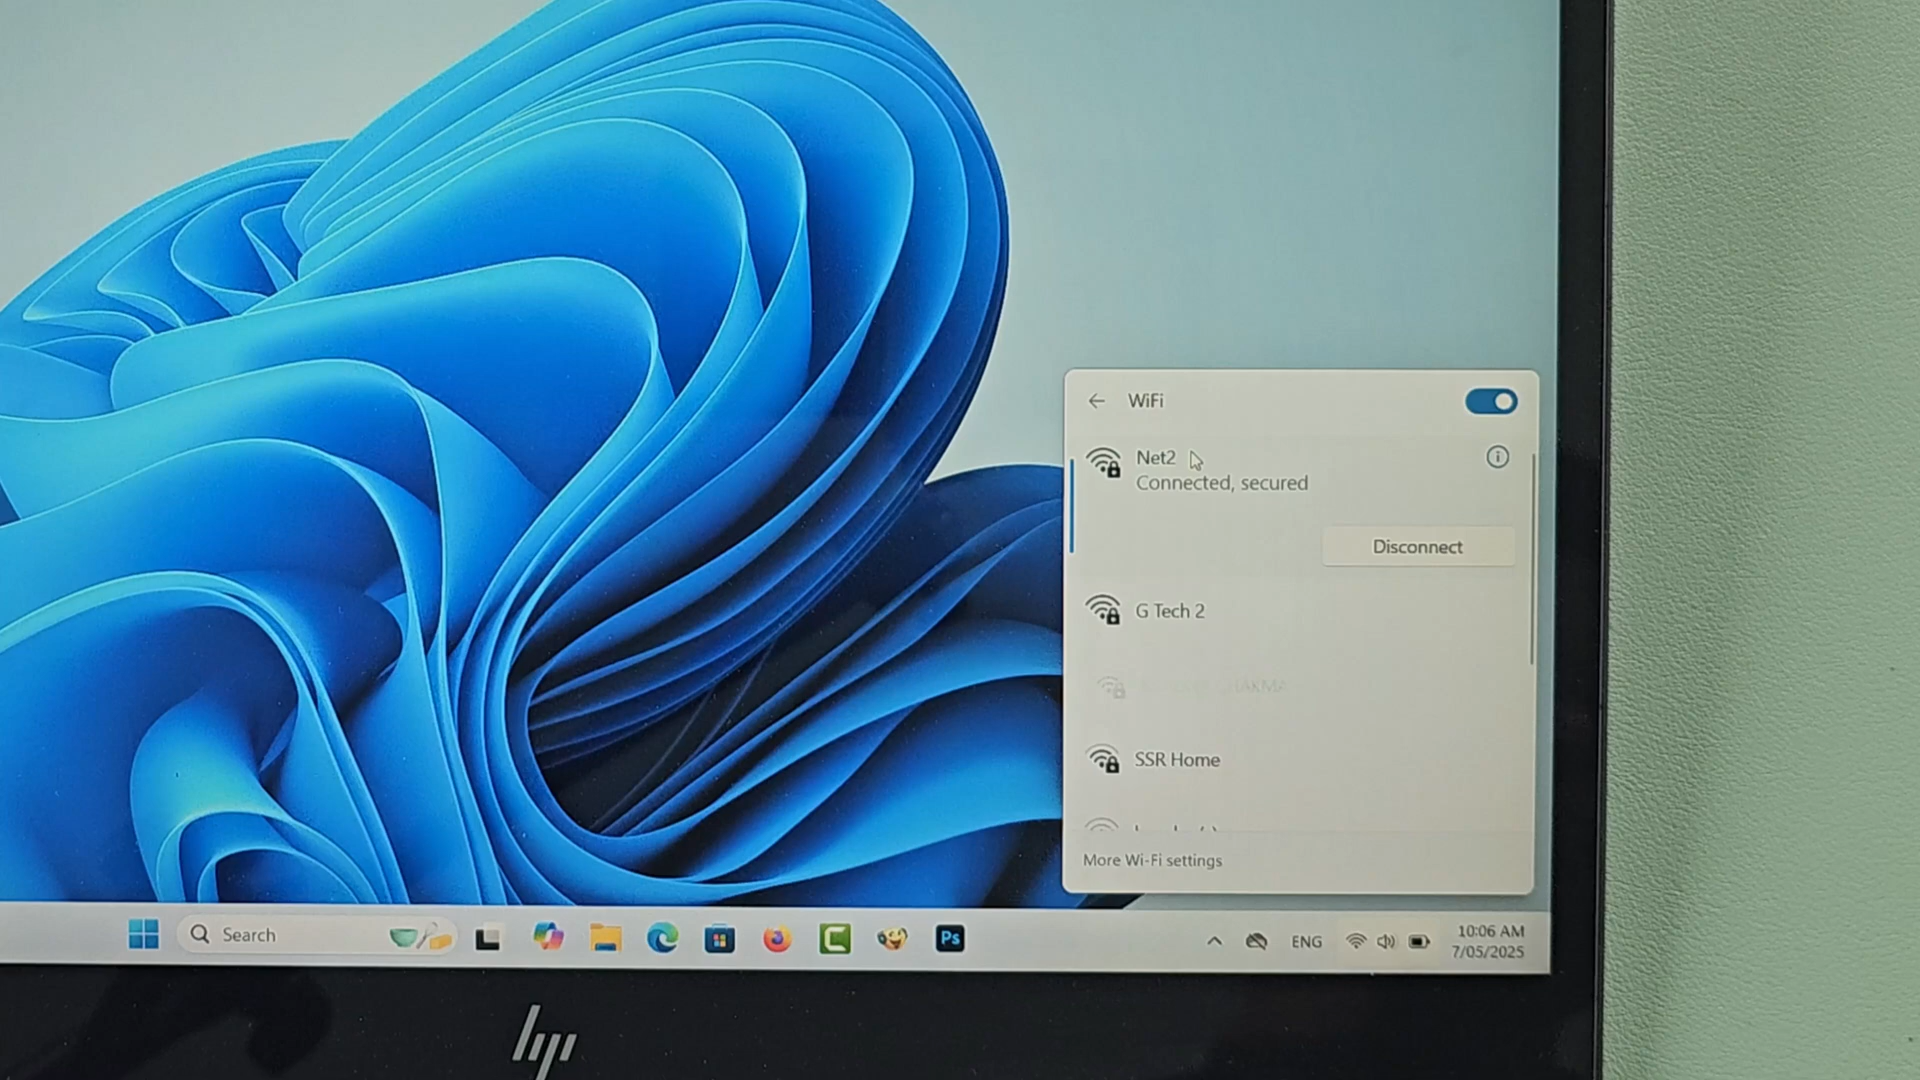 WiFi
Net2
Connected, secured
Disconnect
G Tech 2
SSR Home
More Wi-Fi settings
Search
Ps
ENG
10:06 AM
7/05/2025
hp